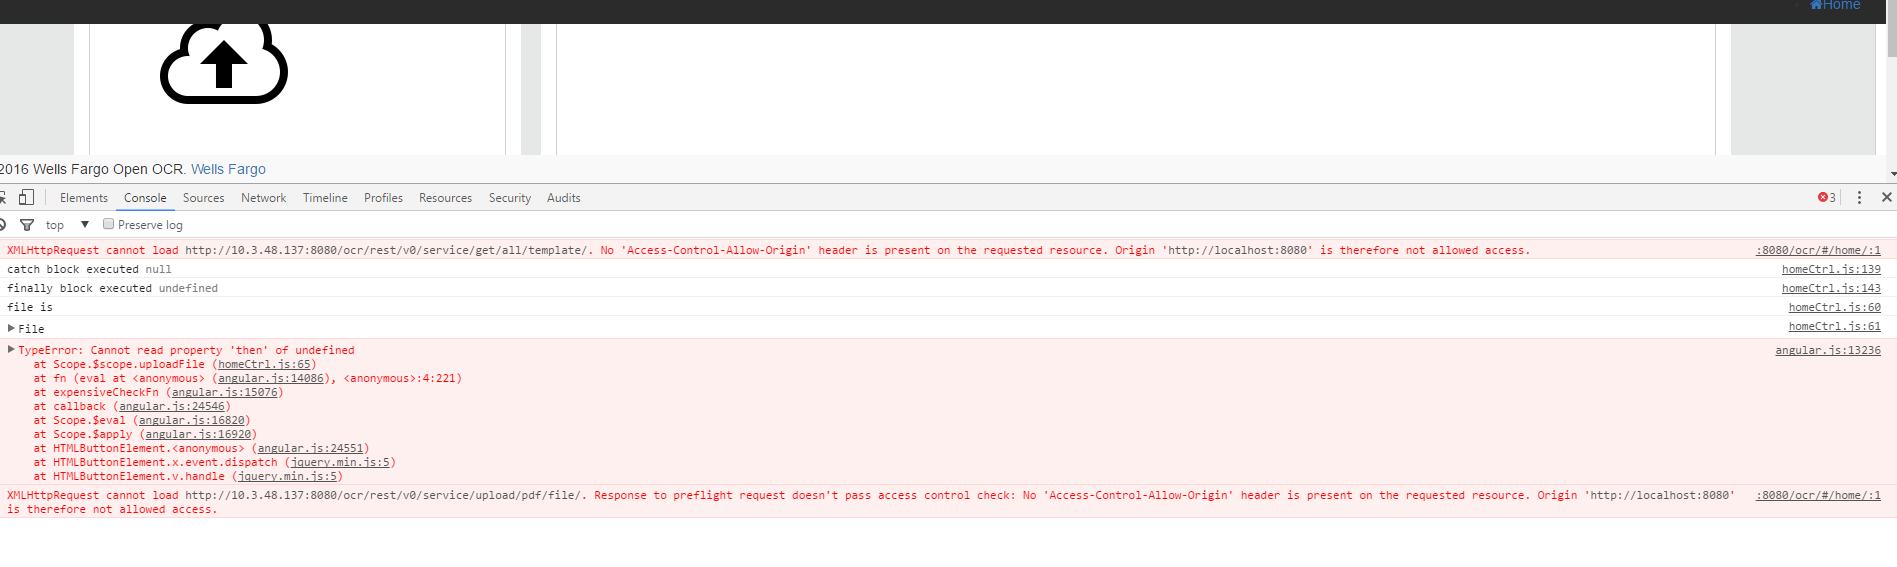 Home
2016 Wells Fargo Open OCR. Wells Fargo
Elements Console Sources Network Timeline Profiles Resources Security Audits 3
top Preserve log
XMLHttpRequest cannot load http://10.3.48.137:8080/ocr/rest/v0/service/get/all/template/. No 'Access-Control-Allow-Origin' header is present on the requested resource. Origin 'http://localhost:8080' is therefore not allowed access. :8080/ocr/#/home/:1
catch block executed null homeCtrl.js:139
finally block executed undefined homeCtrl.js:143
file is homeCtrl.js:60
File homeCtrl.js:61
TypeError: Cannot read property 'then' of undefined angular.js:13236
at Scope.$scope.uploadFile (homeCtrl.js:65)
at fn (eval at <anonymous> (angular.js:14086), <anonymous>:4:221)
at expensiveCheckFn (angular.js:15076)
at callback (angular.js:24546)
at Scope.$eval (angular.js:16820)
at Scope.$apply (angular.js:16920)
at HTMLButtonElement.<anonymous> (angular.js:24551)
at HTMLButtonElement.x.event.dispatch (jquery.min.js:5)
at HTMLButtonElement.v.handle (jquery.min.js:5)
XMLHttpRequest cannot load http://10.3.48.137:8080/ocr/rest/v0/service/upload/pdf/file/. Response to preflight request doesn't pass access control check: No 'Access-Control-Allow-Origin' header is present on the requested resource. Origin 'http://localhost:8080' :8080/ocr/#/home/:1
is therefore not allowed access.